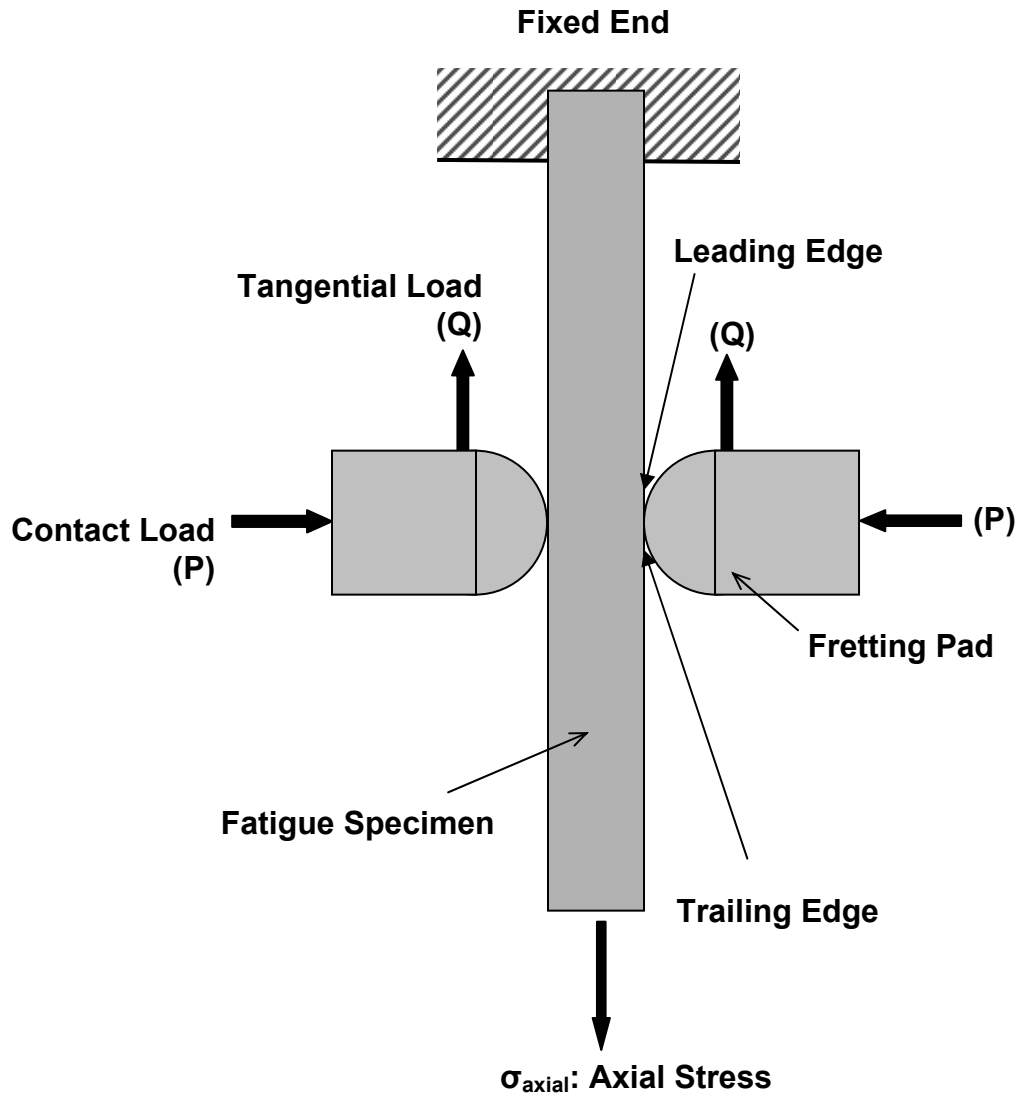 Fixed End
Leading Edge
Tangential Load
(Q)
(Q)
Contact Load
(P)
(P)
Fretting Pad
Fatigue Specimen
Trailing Edge
σaxial: Axial Stress